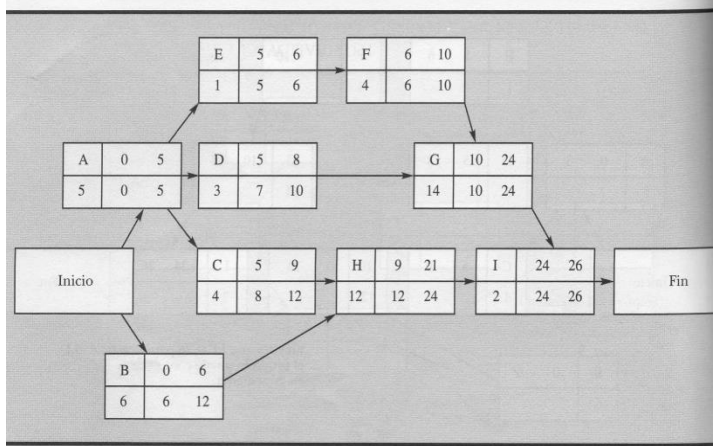 E 5 6
1 5 6
F 6 10
4 6 10
A 0 5
5 0 5
D 5 8
3 7 10
G 10 24
14 10 24
Inicio
C 5 9
4 8 12
H 9 21
12 12 24
I 24 26
2 24 26
Fin
B 0 6
6 6 12